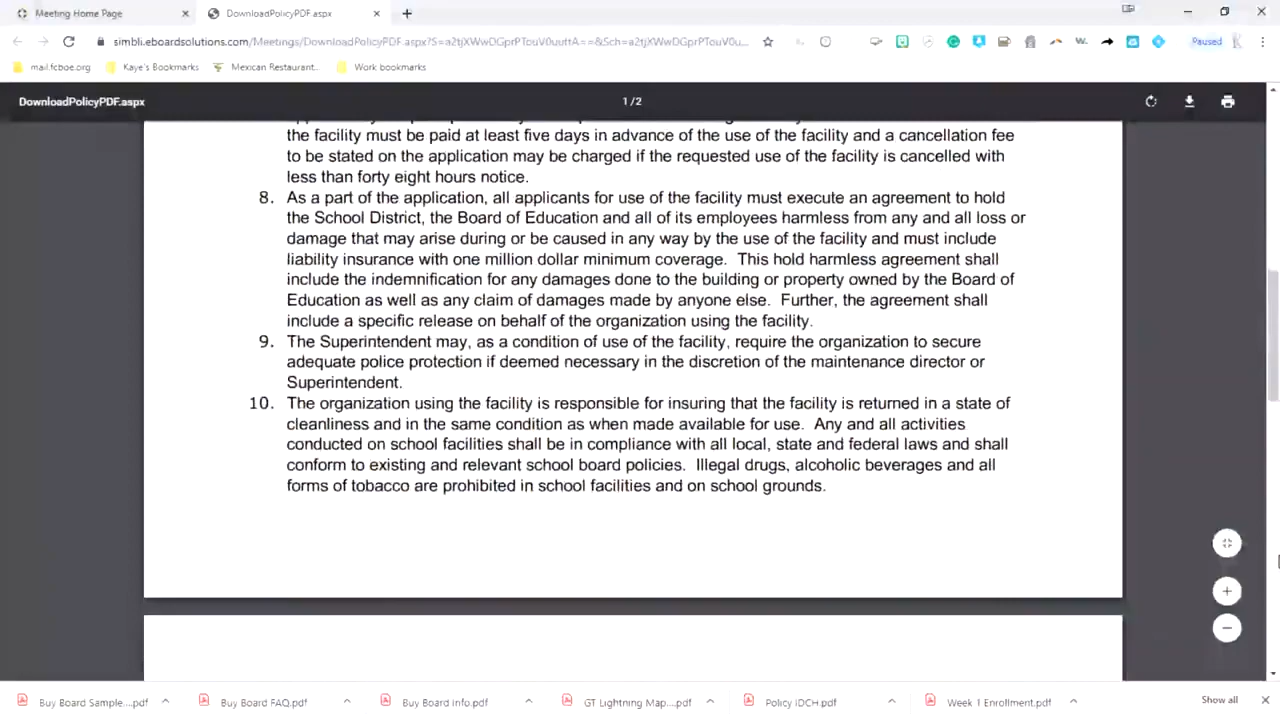 Meeting Home Page
DownloadPolicyPDF.aspx
Paused
mail.fcboe.org
Kaye's Bookmarks
Mexican Restaurant...
Work bookmarks
DownloadPolicyPDF.aspx
1/2
the facility must be paid at least five days in advance of the use of the facility and a cancellation fee
to be stated on the application may be charged if the requested use of the facility is cancelled with
less than forty eight hours notice.
8. As a part of the application, all applicants for use of the facility must execute an agreement to hold
the School District, the Board of Education and all of its employees harmless from any and all loss or
damage that may arise during or be caused in any way by the use of the facility and must include
liability insurance with one million dollar minimum coverage. This hold harmless agreement shall
include the indemnification for any damages done to the building or property owned by the Board of
Education as well as any claim of damages made by anyone else. Further, the agreement shall
include a specific release on behalf of the organization using the facility.
9. The Superintendent may, as a condition of use of the facility, require the organization to secure
adequate police protection if deemed necessary in the discretion of the maintenance director or
Superintendent.
10. The organization using the facility is responsible for insuring that the facility is returned in a state of
cleanliness and in the same condition as when made available for use. Any and all activities
conducted on school facilities shall be in compliance with all local, state and federal laws and shall
conform to existing and relevant school board policies. Illegal drugs, alcoholic beverages and all
forms of tobacco are prohibited in school facilities and on school grounds.
Buy Board Sample....pdf
Buy Board FAQ.pdf
Buy Board Info.pdf
GT Lightning Map....pdf
Policy IDCH.pdf
Week 1 Enrollment.pdf
Show all